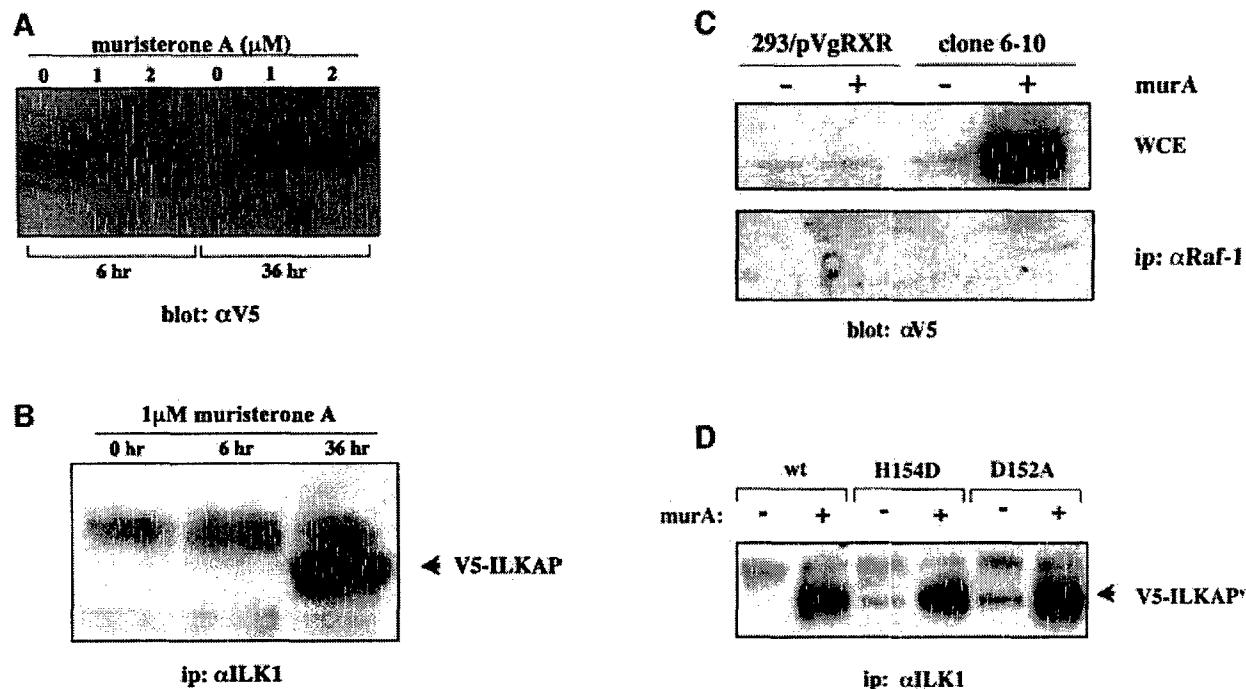 A
muristerone A (μM)
0 1 2 0 1 2
6 hr 36 hr
blot: αV5
B
1μM muristerone A
0 hr 6 hr 36 hr
V5-ILKAP
ip: αILK1
C
293/pVgRXR clone 6-10
- + - + murA
WCE
ip: αRaf-1
blot: αV5
D
wt H154D D152A
murA: - + - + - +
V5-ILKAP
ip: αILK1